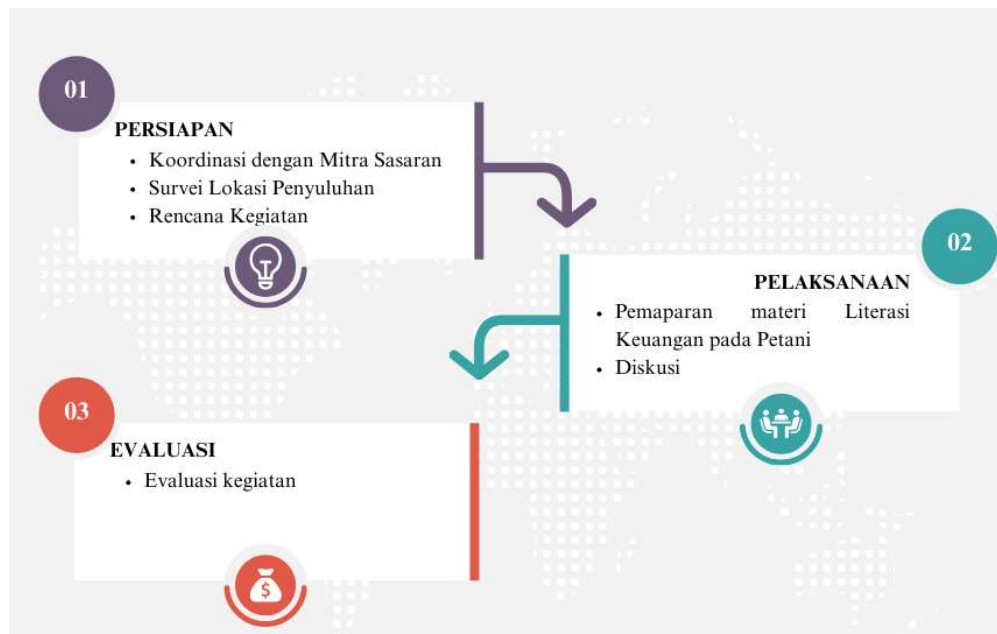 01
PERSIAPAN
• Koordinasi dengan Mitra Sasaran
• Survei Lokasi Penyuluhan
• Rencana Kegiatan
02
PELAKSANAAN
• Pemaparan materi Literasi
Keuangan pada Petani
• Diskusi
03
EVALUASI
• Evaluasi kegiatan
$